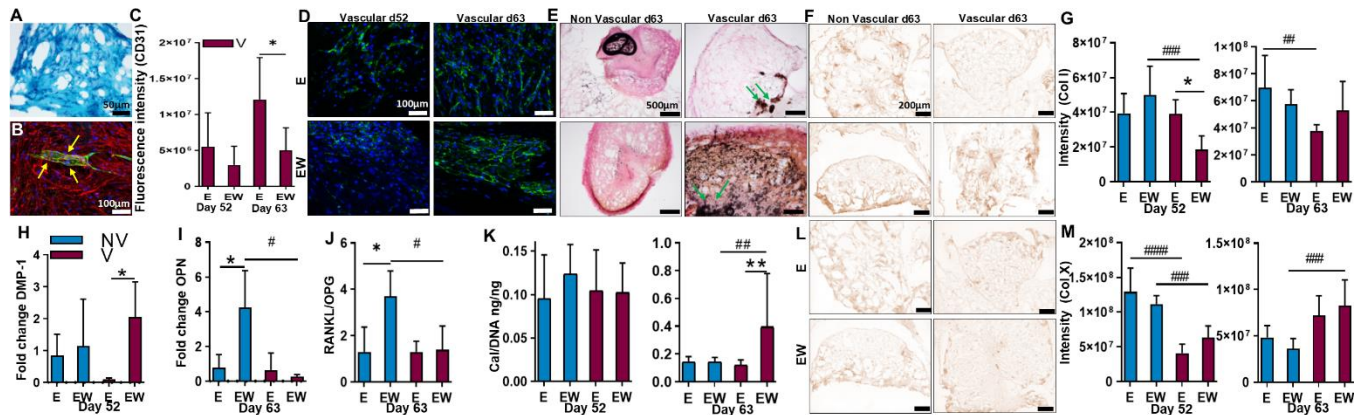 A
50µm
B
100µm
C
Fluorescence intensity (CD31)
V
2×10⁷
2×10⁷
1×10⁷
5×10⁶
0
*
E EW E EW
Day 52 Day 63
D
Vascular d52 Vascular d63
E
EW
100µm
E
Non Vascular d63 Vascular d63
500µm
F
Non Vascular d63 Vascular d63
200µm
G
Intensity (Col I)
8×10⁷
6×10⁷
4×10⁷
2×10⁷
0
###
*
E EW E EW
Day 52
1×10⁸
8×10⁷
6×10⁷
4×10⁷
2×10⁷
0
##
E EW E EW
Day 63
H
NV
V
Fold change DMP-1
4
3
2
1
0
-1
*
E EW E EW
Day 52
I
Fold change OPN
8
6
4
2
0
*
#
E EW E EW
Day 63
J
RANKL/OPG
6
4
2
0
*
#
E EW E EW
Day 63
K
Cal/DNA ng/ng
0.15
0.10
0.05
0.00
E EW E EW
Day 52
1.0
0.8
0.6
0.4
0.2
0.0
##
**
E EW E EW
Day 63
L
E
EW
M
Intensity (Col X)
2×10⁸
2×10⁸
1×10⁸
5×10⁷
0
####
###
E EW E EW
Day 52
1.5×10⁸
1×10⁸
5×10⁷
0
###
E EW E EW
Day 63